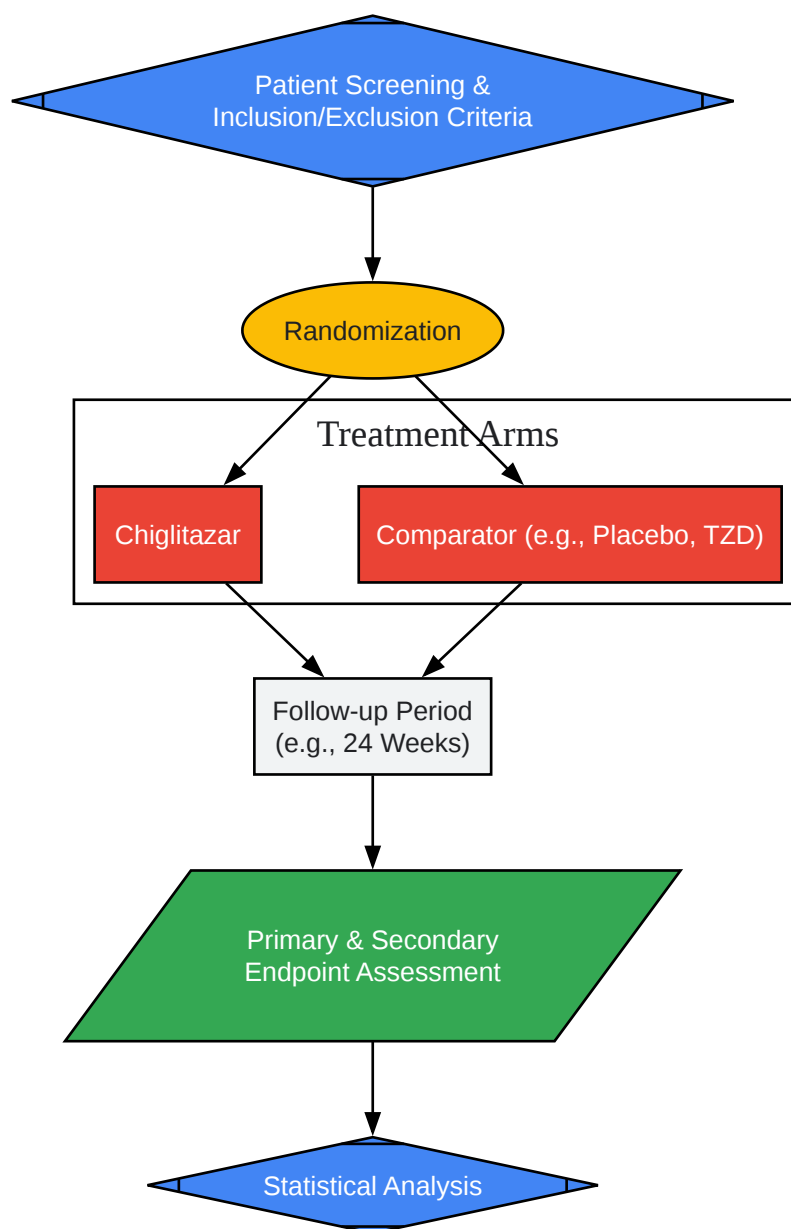 Patient Screening &
Inclusion/Exclusion Criteria
Randomization
Treatment Arms
Chiglitazar
Comparator (e.g., Placebo, TZD)
Follow-up Period
(e.g., 24 Weeks)
Primary & Secondary
Endpoint Assessment
Statistical Analysis